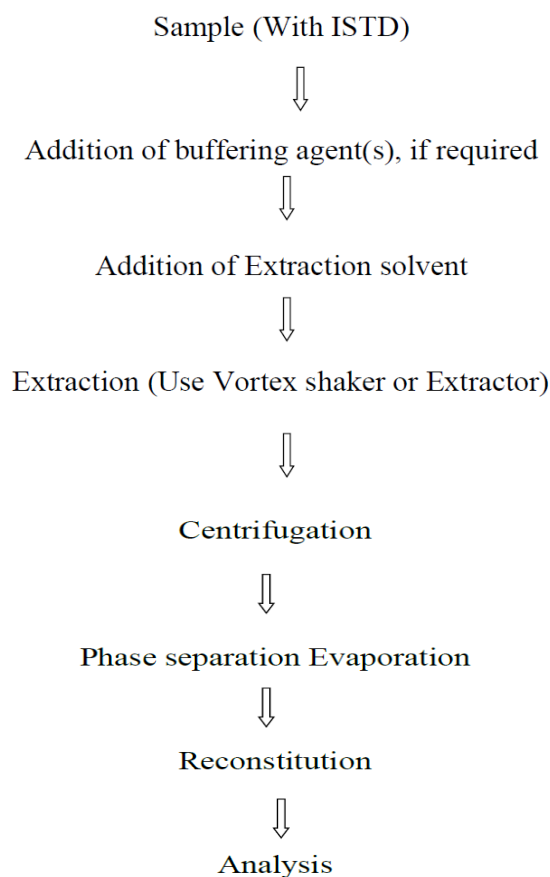 Sample (With ISTD)
Addition of buffering agent(s), if required
Addition of Extraction solvent
Extraction (Use Vortex shaker or Extractor)
Centrifugation
Phase separation Evaporation
Reconstitution
Analysis